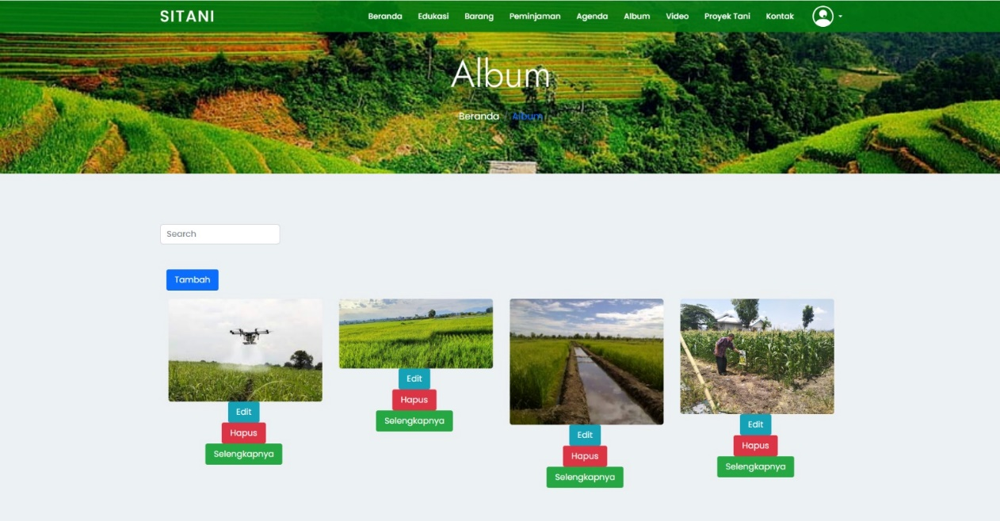 SITANI Beranda Edukasi Barang Peminjaman Agenda Album Video Proyek Tani Kontak
Album
Beranda / Album
Search
Tambah
Edit
Hapus
Selengkapnya
Edit
Hapus
Selengkapnya
Edit
Hapus
Selengkapnya
Edit
Hapus
Selengkapnya